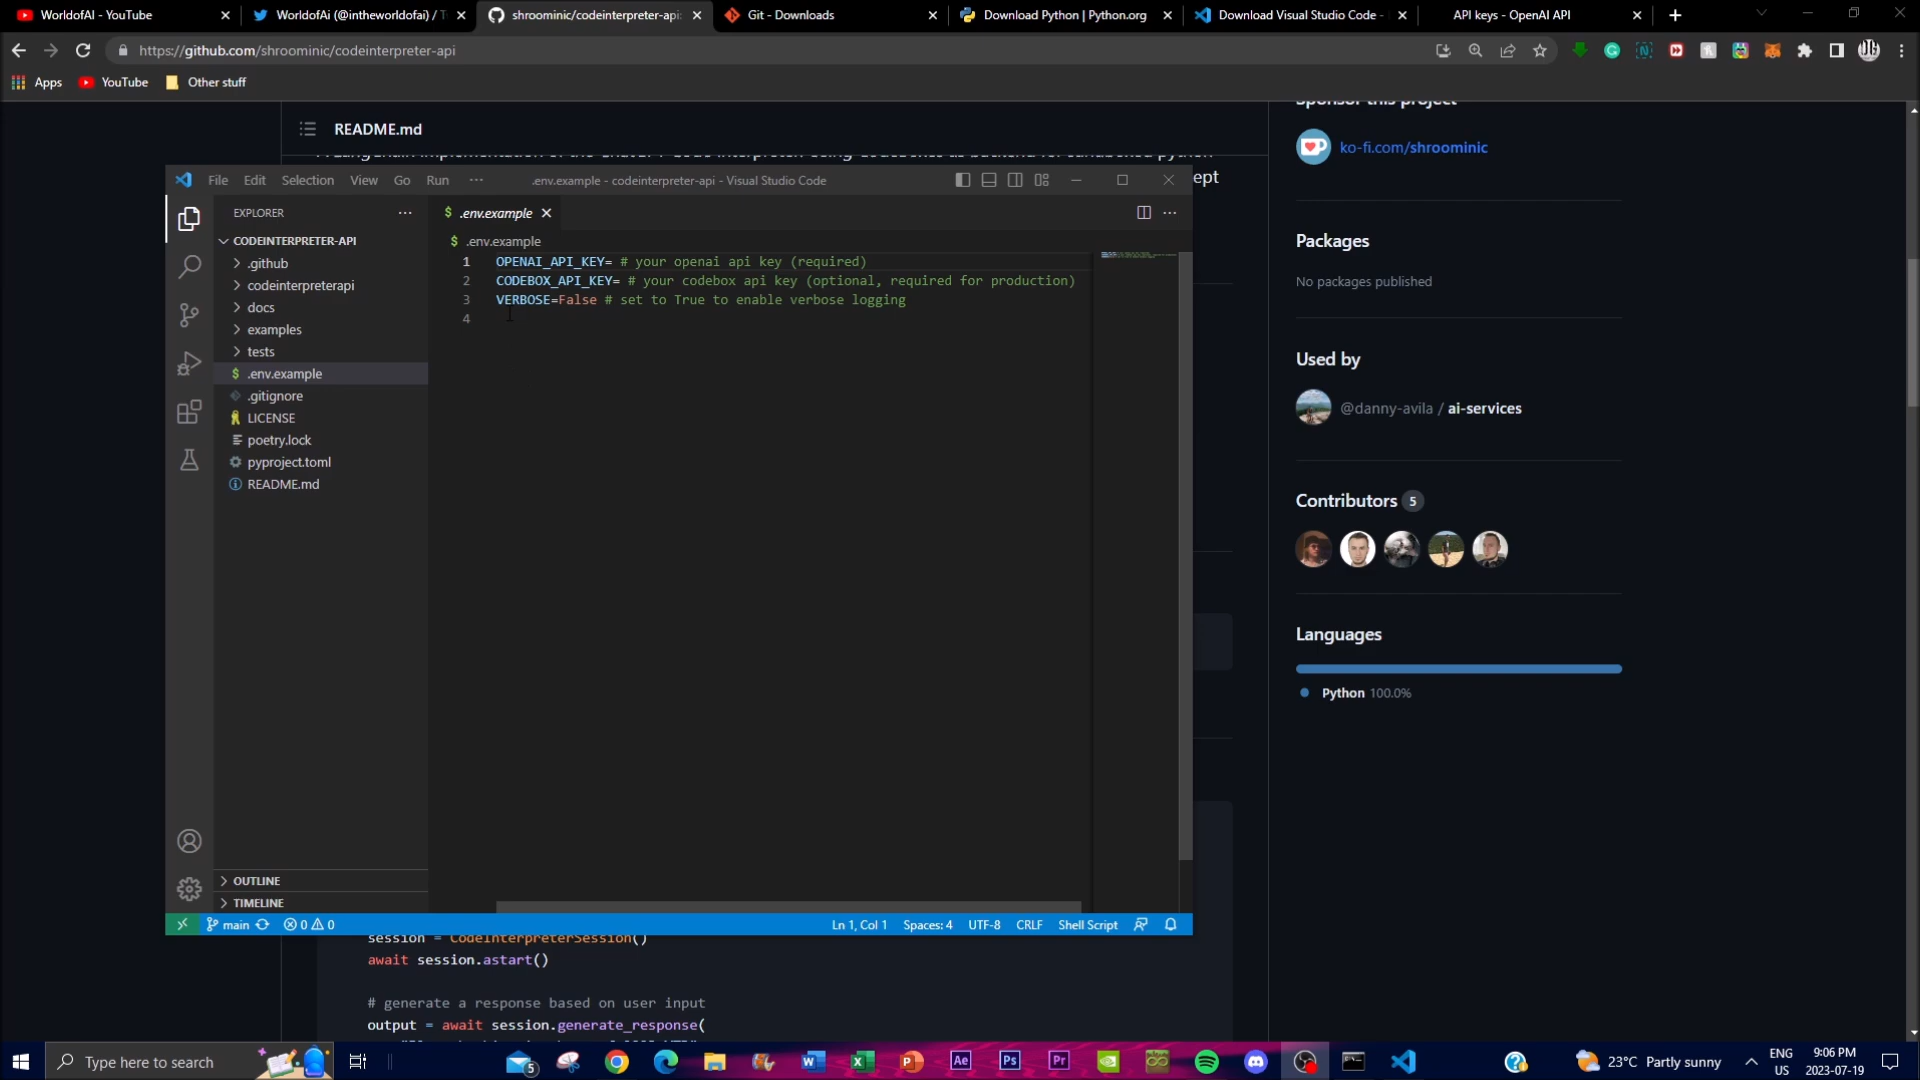 WorldofAI - YouTube
WorldofAi (@intheworldofai) / T
shroominic/codeinterpreter-api:
Git - Downloads
Download Python | Python.org
Download Visual Studio Code -
API keys - OpenAI API
https://github.com/shroominic/codeinterpreter-api
Apps
YouTube
Other stuff
README.md
Sponsor this project
ko-fi.com/shroominic
ept
File Edit Selection View Go Run ···
.env.example - codeinterpreter-api - Visual Studio Code
EXPLORER
CODEINTERPRETER-API
.github
codeinterpreterapi
docs
examples
tests
.env.example
.gitignore
LICENSE
poetry.lock
pyproject.toml
README.md
OUTLINE
TIMELINE
$ .env.example
$ .env.example
1 OPENAI_API_KEY= # your openai api key (required)
2 CODEBOX_API_KEY= # your codebox api key (optional, required for production)
3 VERBOSE=False # set to True to enable verbose logging
4
main
0 0
Ln 1, Col 1 Spaces: 4 UTF-8 CRLF Shell Script
Packages
No packages published
Used by
@danny-avila / ai-services
Contributors 5
Languages
Python 100.0%
session = CodeInterpreterSession()
await session.astart()
# generate a response based on user input
output = await session.generate_response(
Type here to search
5
23°C Partly sunny
ENG
US
9:06 PM
2023-07-19